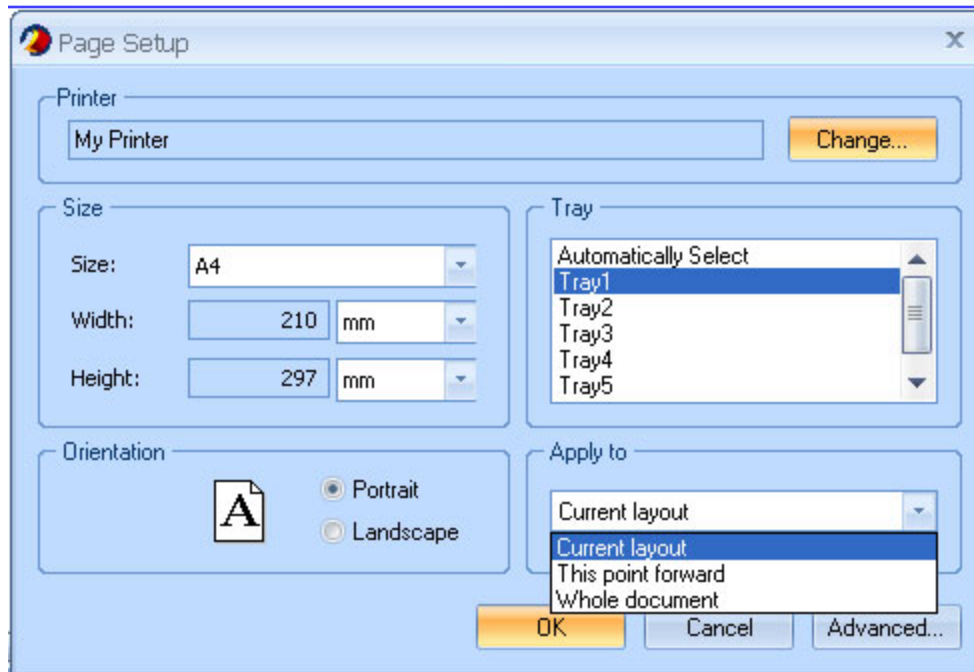 Page Setup
Printer
My Printer
Change...
Size
Size:
A4
Width:
210
mm
Height:
297
mm
Tray
Automatically Select
Tray1
Tray2
Tray3
Tray4
Tray5
Orientation
A
Portrait
Landscape
Apply to
Current layout
Current layout
This point forward
Whole document
OK
Cancel
Advanced...